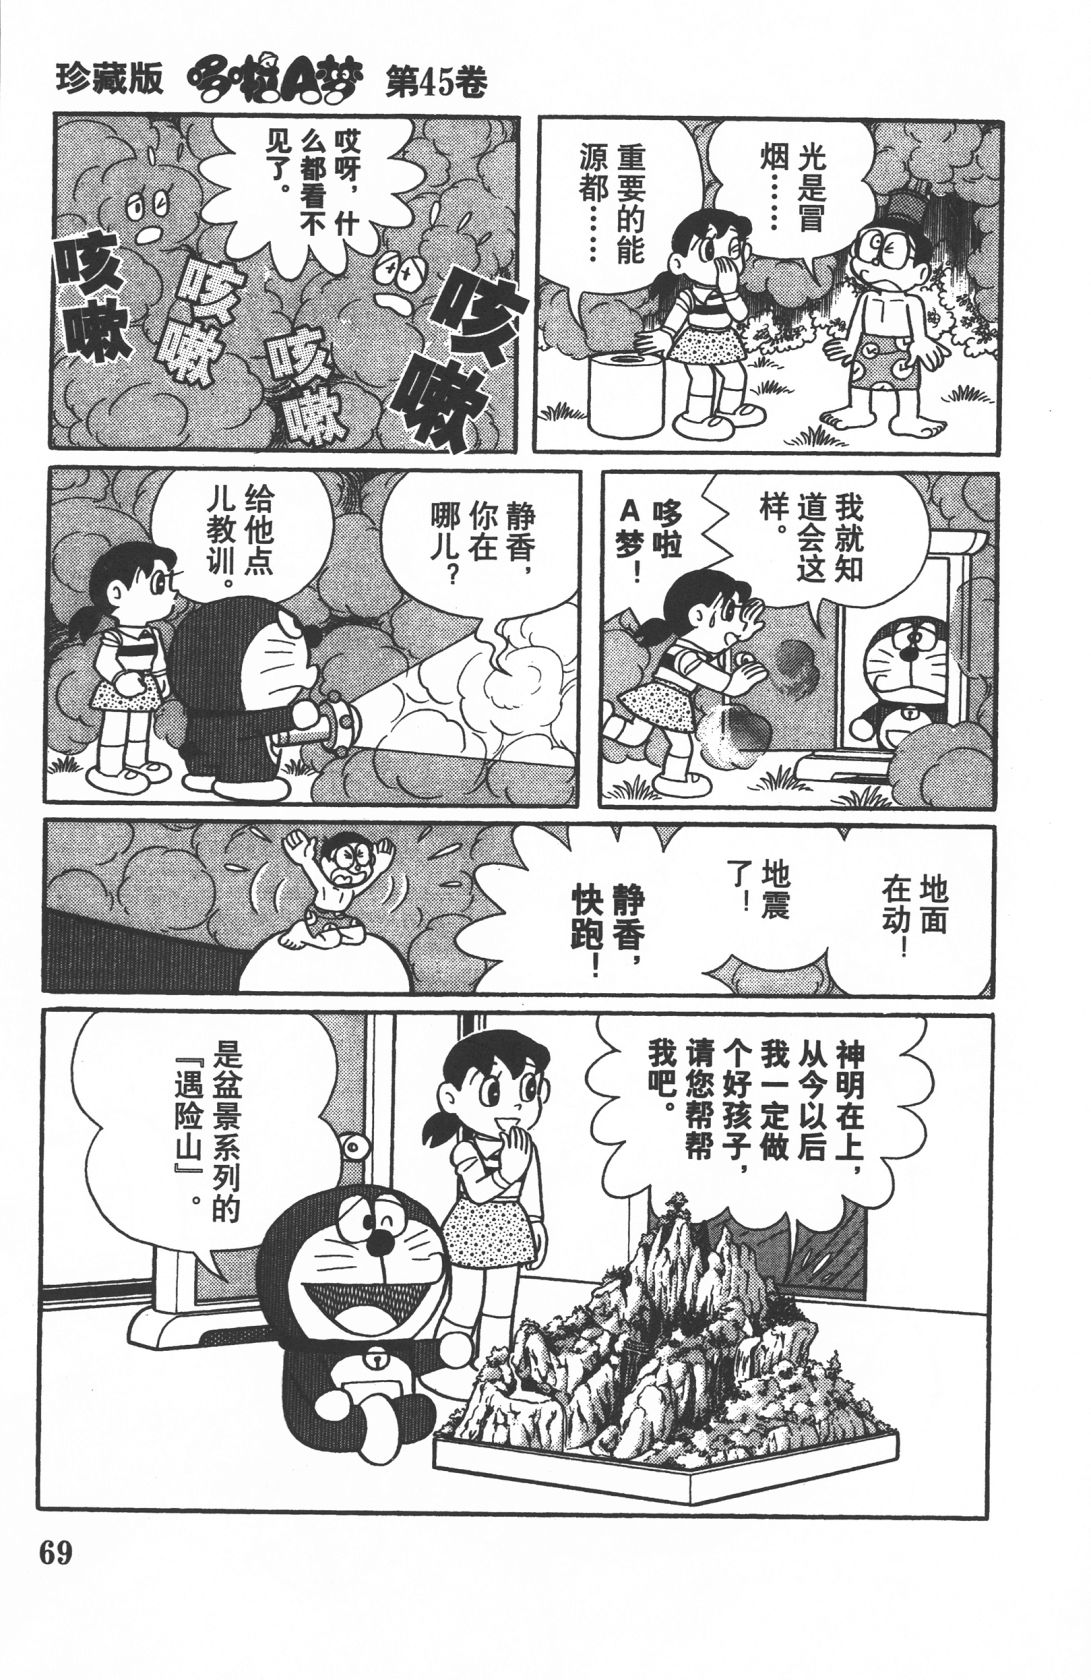 珍藏版 哆啦A梦 第45卷
光是冒
烟……
重要的能
源都……
哎呀，什
么都看不
见了。
咳嗽
咳嗽
咳嗽
咳嗽
我就知
道会这
样。
哆啦
A梦！
静香，
你在
哪儿？
给他点
儿教训。
地面
在动！
地震
了！
静香，
快跑！
神明在上，
从今以后
我一定做
个好孩子，
请您帮帮
我吧。
是盆景系列的
『遇险山』。
69